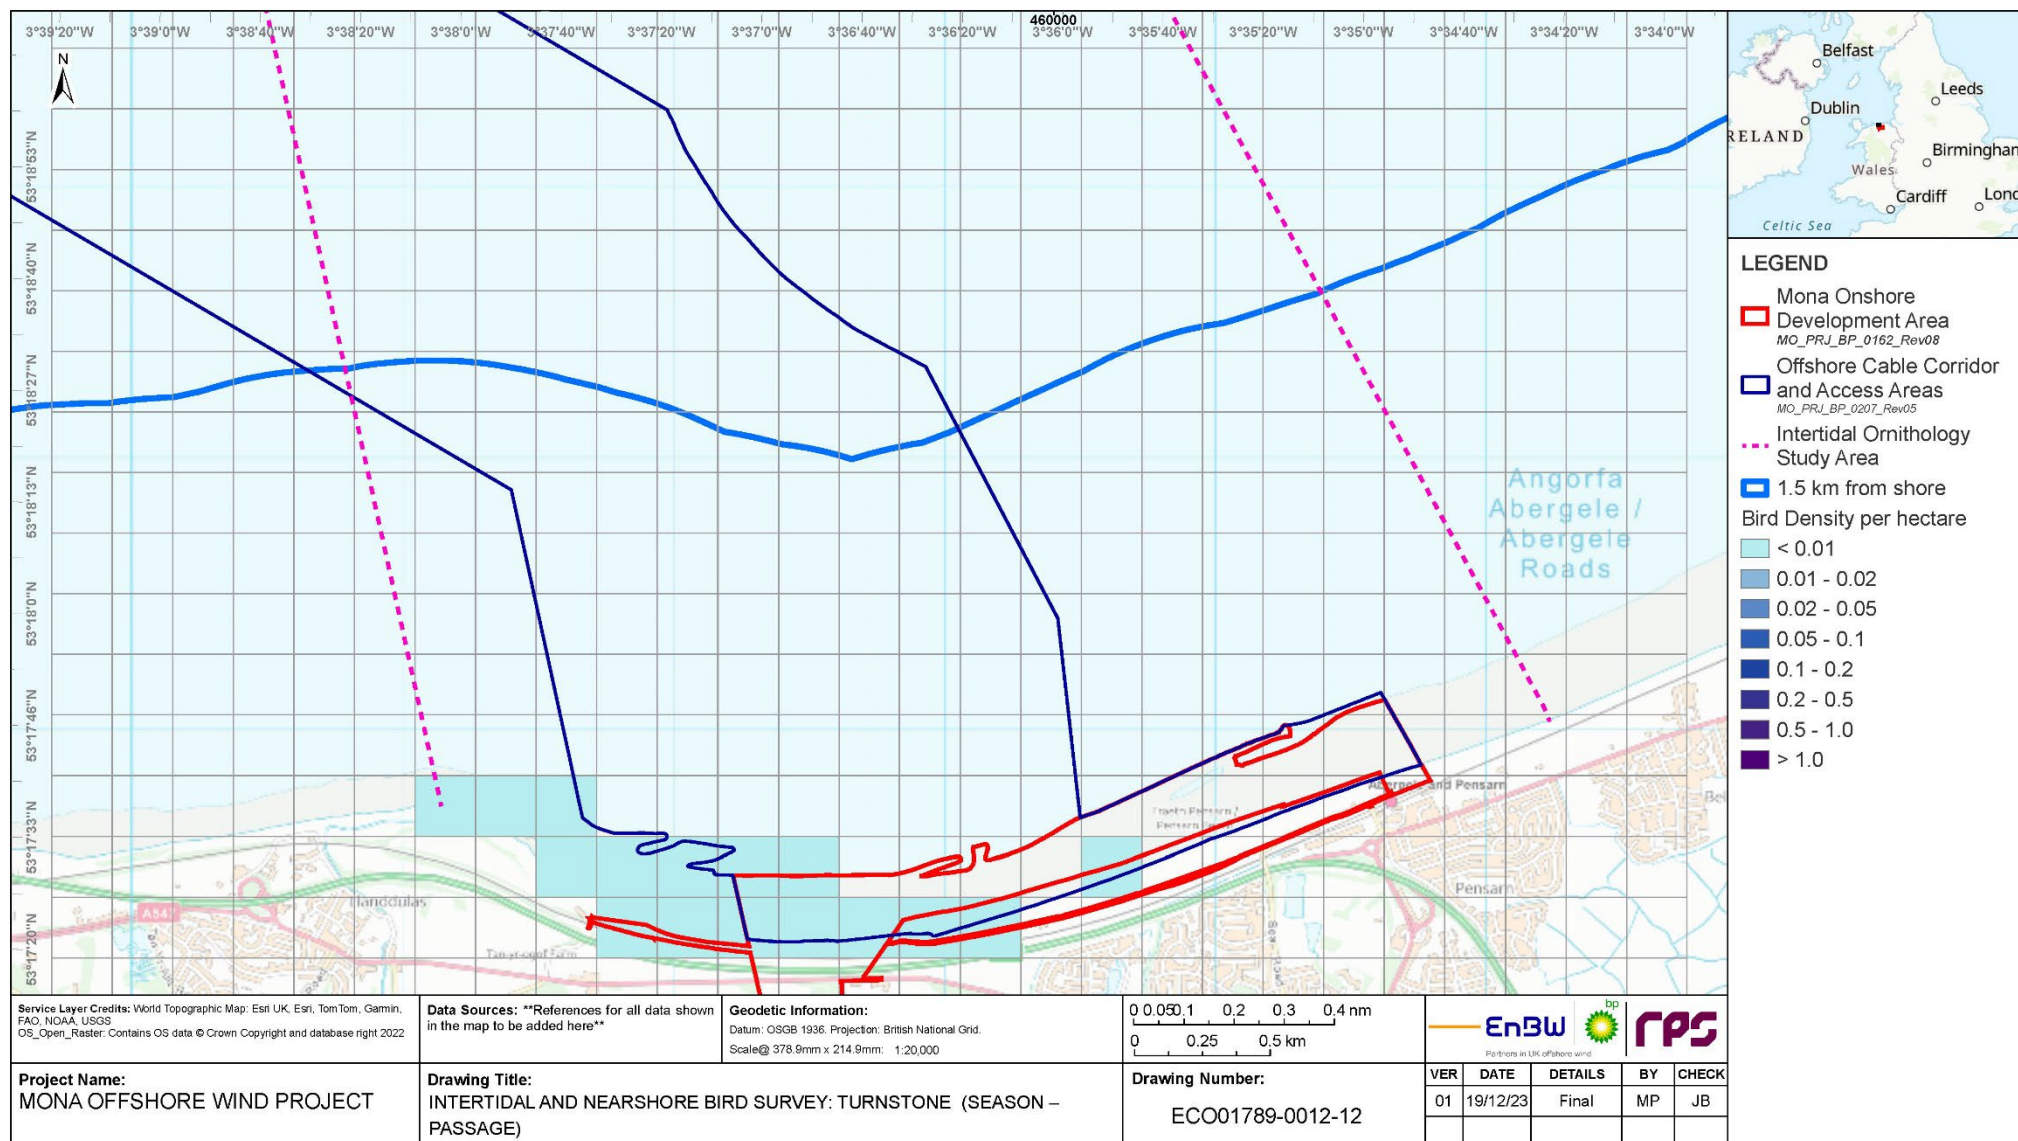 460000
3°39'20"W 3°39'0"W 3°38'40"W 3°38'20"W 3°37'40"W 3°37'20"W 3°37'0"W 3°36'40"W 3°36'20"W 3°36'0"W 3°35'40"W 3°35'20"W 3°35'0"W 3°34'40"W 3°34'20"W 3°34'0"W
N
53°18'53"N
53°18'40"N
53°18'27"N
53°18'13"N
53°18'0"N
53°17'46"N
53°17'33"N
53°17'20"N
Angorfa
Abergele /
Abergele
Roads
Traeth Pensarn /
Abergele and Pensarn
Pensarn
Llanddulas
A547
Belfast
Leeds
Dublin
RELAND
Birmingham
Wales
Cardiff
Lond
Celtic Sea
LEGEND
Mona Onshore
Development Area
MO_PRJ_BP_0162_Rev08
Offshore Cable Corridor
and Access Areas
MO_PRJ_BP_0207_Rev05
Intertidal Ornithology
Study Area
1.5 km from shore
Bird Density per hectare
< 0.01
0.01 - 0.02
0.02 - 0.05
0.05 - 0.1
0.1 - 0.2
0.2 - 0.5
0.5 - 1.0
> 1.0
Service Layer Credits: World Topographic Map: Esri UK, Esri, TomTom, Garmin,
FAO, NOAA, USGS
OS_Open_Raster: Contains OS data © Crown Copyright and database right 2022
Data Sources: **References for all data shown
in the map to be added here**
Geodetic Information:
Datum: OSGB 1936. Projection: British National Grid.
Scale@ 378.9mm x 214.9mm: 1:20,000
0 0.050.1 0.2 0.3 0.4 nm
0 0.25 0.5 km
EnBW
Partners in UK offshore wind
bp
rps
Project Name:
MONA OFFSHORE WIND PROJECT
Drawing Title:
INTERTIDAL AND NEARSHORE BIRD SURVEY: TURNSTONE (SEASON –
PASSAGE)
Drawing Number:
ECO01789-0012-12
VER DATE DETAILS BY CHECK
01 19/12/23 Final MP JB